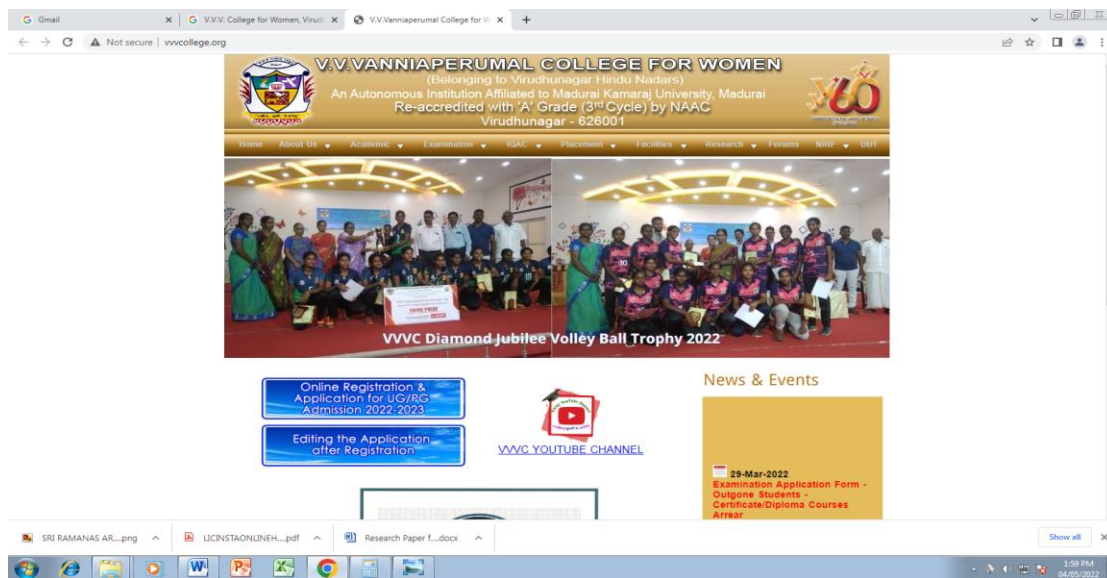 Gmail
V.V.V. College for Women, Virud
V.V.Vanniaperumal College for W
Not secure
vvvcollege.org
V.V.VANNIAPERUMAL COLLEGE FOR WOMEN
(Belonging to Virudhunagar Hindu Nadars)
An Autonomous Institution Affiliated to Madurai Kamaraj University, Madurai
Re-accredited with 'A' Grade (3rd Cycle) by NAAC
Virudhunagar - 626001
V60
Home About Us Academic Examination IQAC Placement Facilities Research Forums NIRF DBT
THIRD PRIZE
VVVC Diamond Jubilee Volley Ball Trophy 2022
Online Registration &
Application for UG/PG
Admission 2022-2023
Editing the Application
after Registration
VVVC YOUTUBE CHANNEL
News & Events
29-Mar-2022
Examination Application Form -
Outgone Students -
Certificate/Diploma Courses
Arrear
SRI RAMANAS AR....png
LICINSTAONLINEH....pdf
Research Paper f....docx
Show all
1:59 PM
04/05/2022